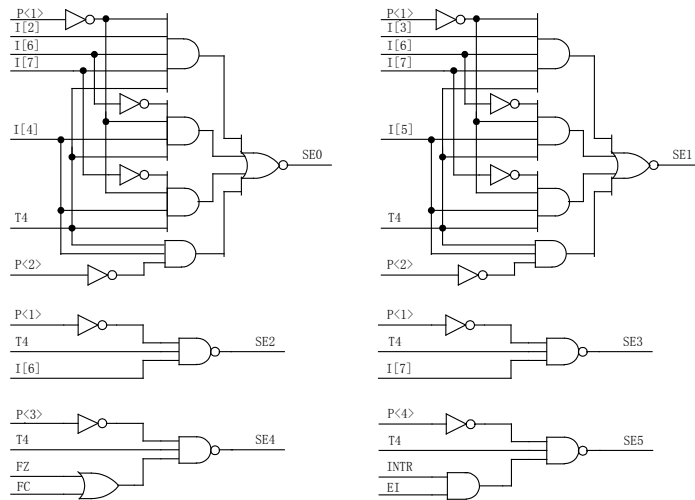 P<1>
I[2]
I[6]
I[7]
I[4]
SE0
T4
P<2>
P<1>
I[3]
I[6]
I[7]
I[5]
SE1
T4
P<2>
P<1>
T4
SE2
I[6]
P<1>
T4
SE3
I[7]
P<3>
T4
SE4
FZ
FC
P<4>
T4
SE5
INTR
EI